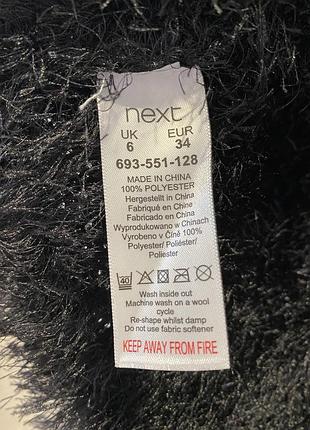 next
UK EUR
6 34
693-551-128
MADE IN CHINA
100% POLYESTER
Hergestellt in China
Fabriqué en Chine
Fabricado en China
Wyprodukowano w Chinach
Vyrobeno v Číně 100%
Polyester/ Poliéster/
Poliester
40
Wash inside out
Machine wash on a wool
cycle
Re-shape whilst damp
Do not use fabric softener
KEEP AWAY FROM FIRE